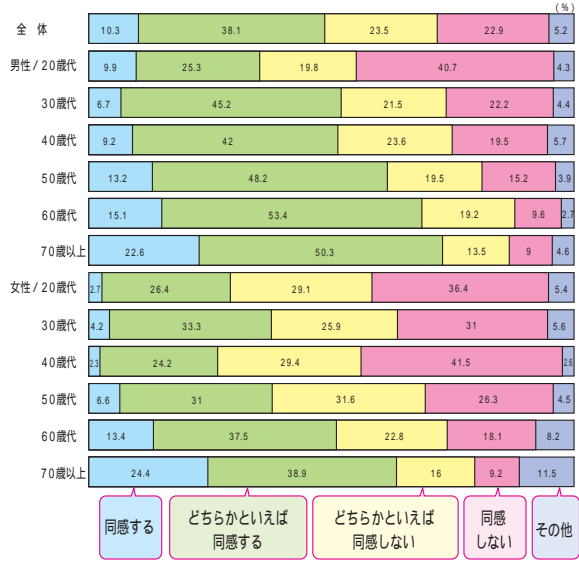 (%)
全 体 10.3 38.1 23.5 22.9 5.2
男性/20歳代 9.9 25.3 19.8 40.7 4.3
30歳代 6.7 45.2 21.5 22.2 4.4
40歳代 9.2 42 23.6 19.5 5.7
50歳代 13.2 48.2 19.5 15.2 3.9
60歳代 15.1 53.4 19.2 9.6 2.7
70歳以上 22.6 50.3 13.5 9 4.6
女性/20歳代 2.7 26.4 29.1 36.4 5.4
30歳代 4.2 33.3 25.9 31 5.6
40歳代 2.3 24.2 29.4 41.5 2.6
50歳代 6.6 31 31.6 26.3 4.5
60歳代 13.4 37.5 22.8 18.1 8.2
70歳以上 24.4 38.9 16 9.2 11.5
同感する
どちらかといえば
同感する
どちらかといえば
同感しない
同感
しない
その他